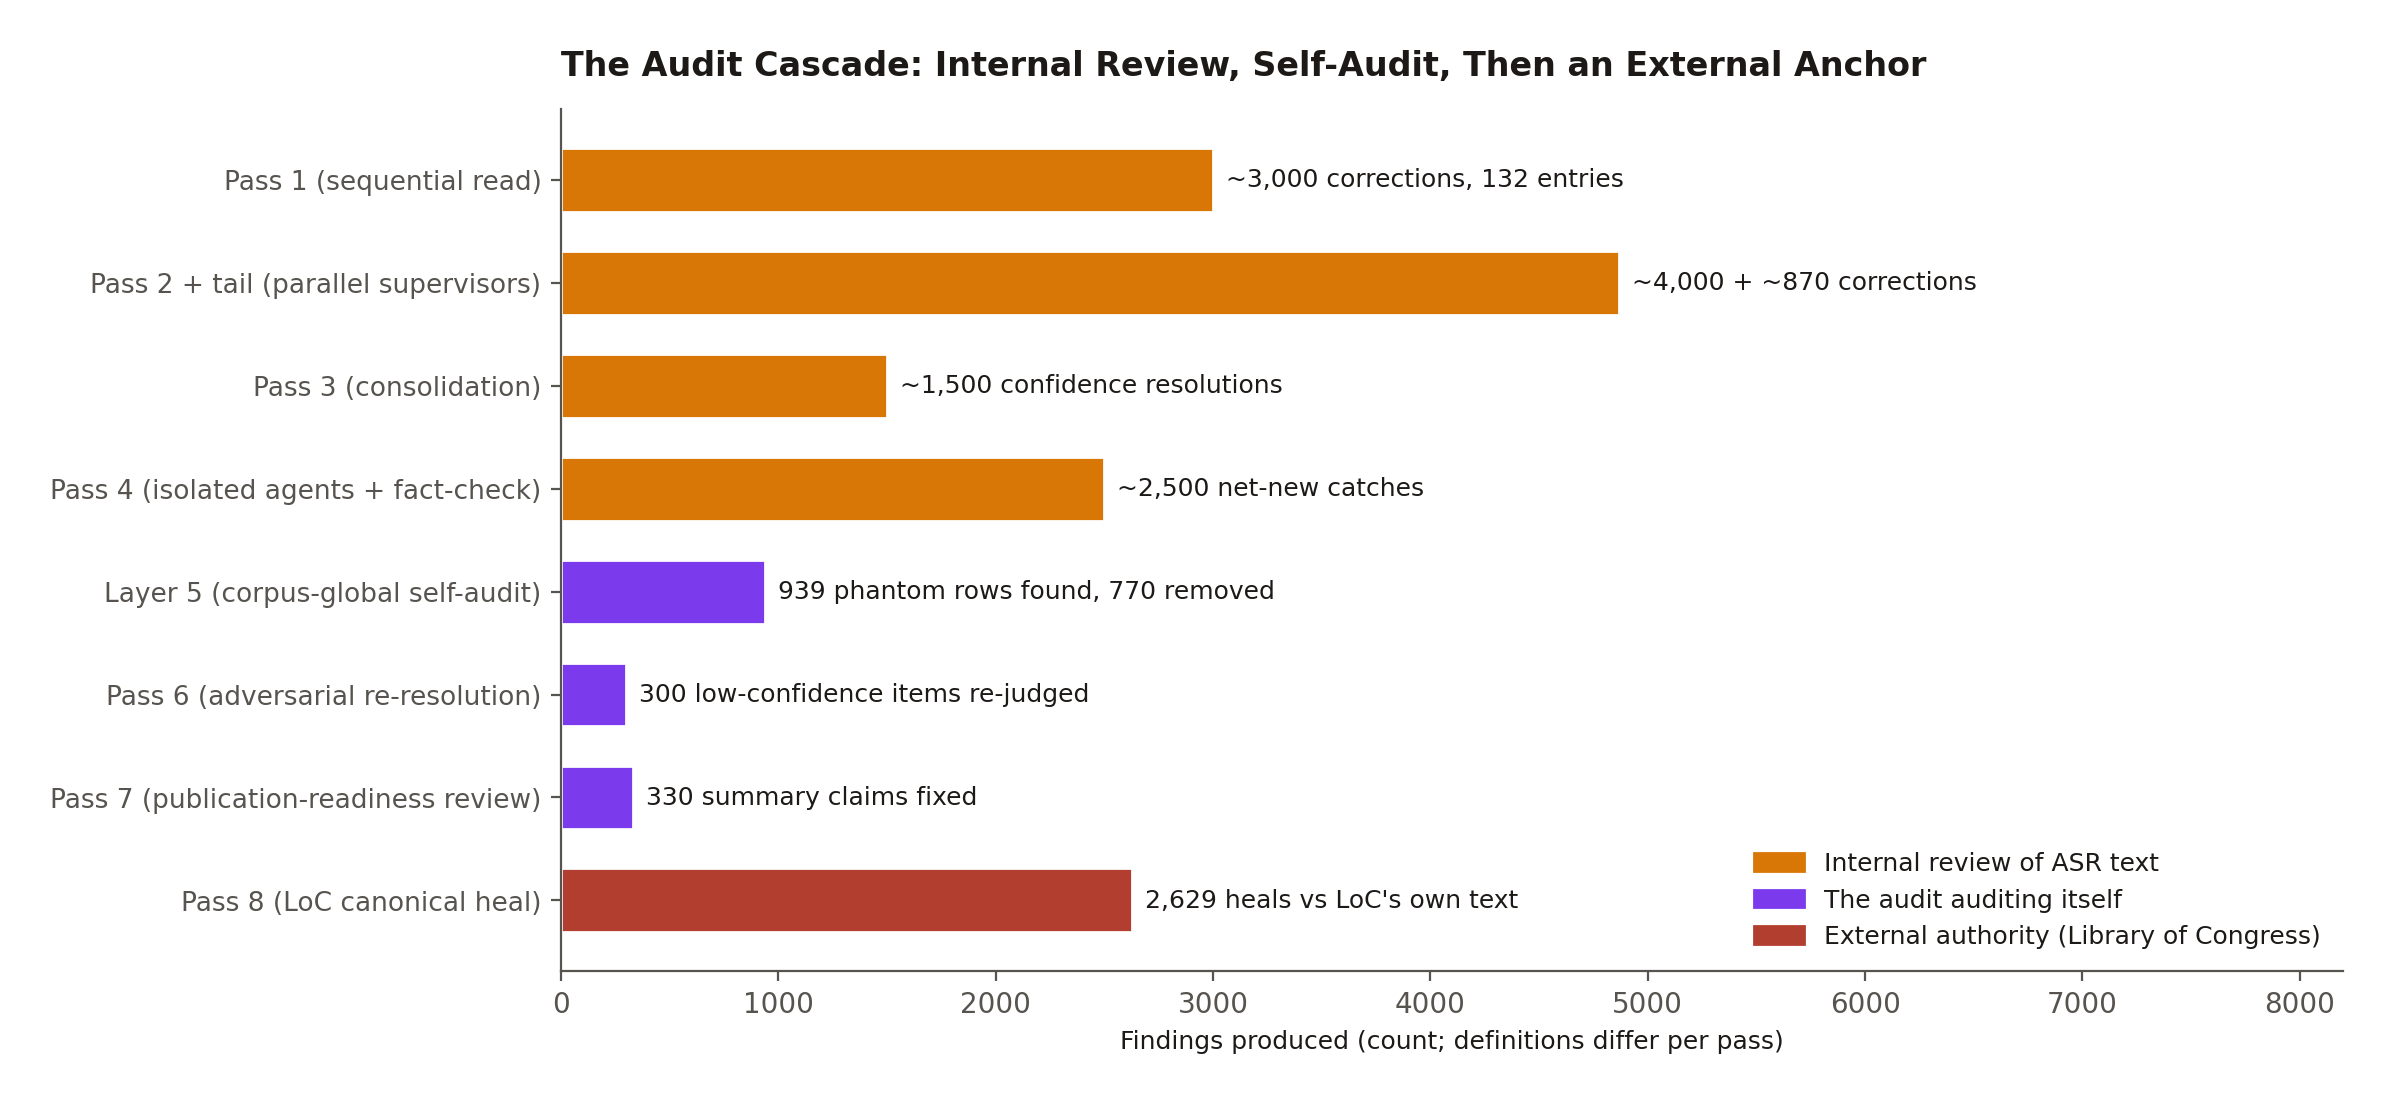 The Audit Cascade: Internal Review, Self-Audit, Then an External Anchor
Pass 1 (sequential read)
~3,000 corrections, 132 entries
Pass 2 + tail (parallel supervisors)
~4,000 + ~870 corrections
Pass 3 (consolidation)
~1,500 confidence resolutions
Pass 4 (isolated agents + fact-check)
~2,500 net-new catches
Layer 5 (corpus-global self-audit)
939 phantom rows found, 770 removed
Pass 6 (adversarial re-resolution)
300 low-confidence items re-judged
Pass 7 (publication-readiness review)
330 summary claims fixed
Pass 8 (LoC canonical heal)
2,629 heals vs LoC's own text
Internal review of ASR text
The audit auditing itself
External authority (Library of Congress)
0 1000 2000 3000 4000 5000 6000 7000 8000
Findings produced (count; definitions differ per pass)